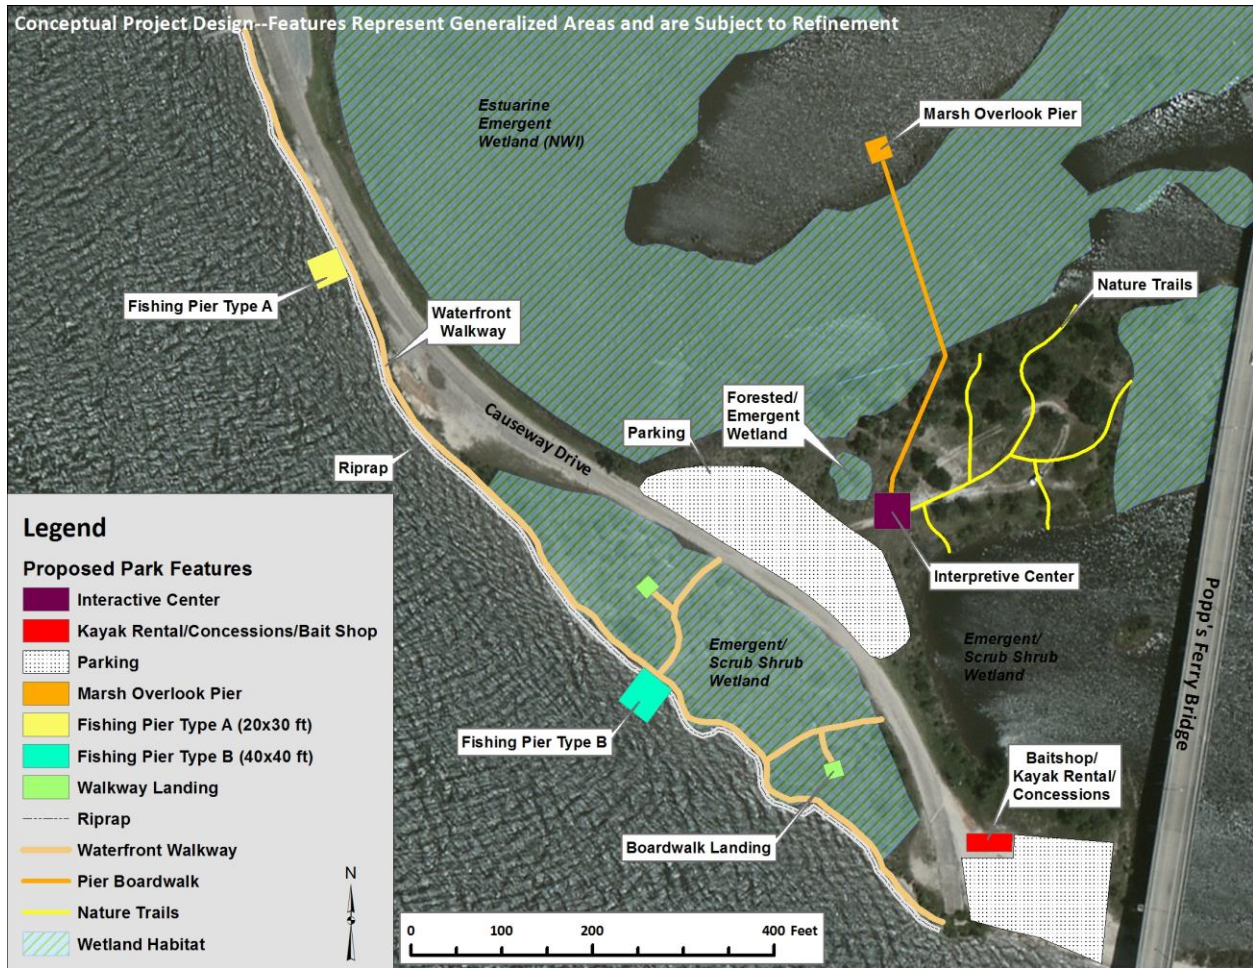 Conceptual Project Design--Features Represent Generalized Areas and are Subject to Refinement
Estuarine
Emergent
Wetland (NWI)
Marsh Overlook Pier
Nature Trails
Fishing Pier Type A
Waterfront
Walkway
Causeway Drive
Forested/
Emergent
Wetland
Parking
Riprap
Interpretive Center
Popp's Ferry Bridge
Emergent/
Scrub Shrub
Wetland
Emergent/
Scrub Shrub
Wetland
Fishing Pier Type B
Baitshop/
Kayak Rental/
Concessions
Boardwalk Landing
Legend
Proposed Park Features
Interactive Center
Kayak Rental/Concessions/Bait Shop
Parking
Marsh Overlook Pier
Fishing Pier Type A (20x30 ft)
Fishing Pier Type B (40x40 ft)
Walkway Landing
Riprap
Waterfront Walkway
Pier Boardwalk
Nature Trails
Wetland Habitat
N
0 100 200 400 Feet